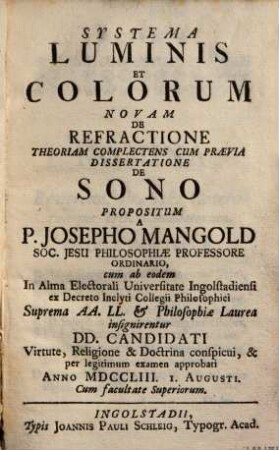 SYSTEMA
LUMINIS
ET
COLORUM
NOVAM
DE
REFRACTIONE
THEORIAM COMPLECTENS CUM PRÆVIA
DISSERTATIONE
DE
SONO
PROPOSITUM
A
P. JOSEPHO MANGOLD
SOC. JESU PHILOSOPHIÆ PROFESSORE
ORDINARIO,
cum ab eodem
In Alma Electorali Universitate Ingolstadiensi
ex Decreto Inclyti Collegii Philosophici
Suprema AA. LL. & Philosophiæ Laurea
insignirentur
DD. CANDIDATI
Virtute, Religione & Doctrina conspicui, &
per legitimum examen approbati
ANNO MDCCLIII. 1. AUGUSTI.
Cum facultate Superiorum.
INGOLSTADII,
Typis JOANNIS PAULI SCHLEIG, Typogr. Acad.